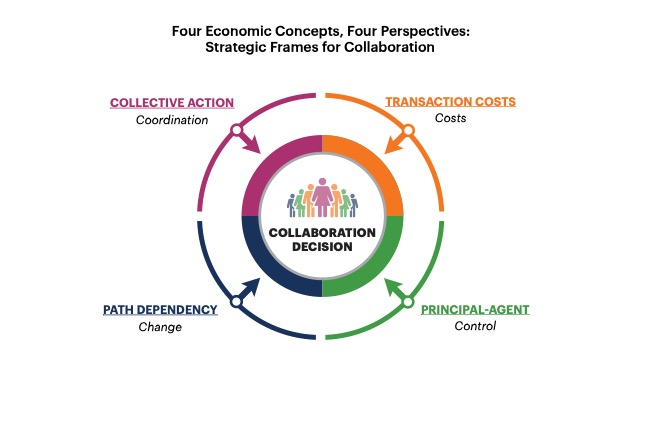 Four Economic Concepts, Four Perspectives:
Strategic Frames for Collaboration
COLLECTIVE ACTION
Coordination
TRANSACTION COSTS
Costs
COLLABORATION
DECISION
PATH DEPENDENCY
Change
PRINCIPAL-AGENT
Control